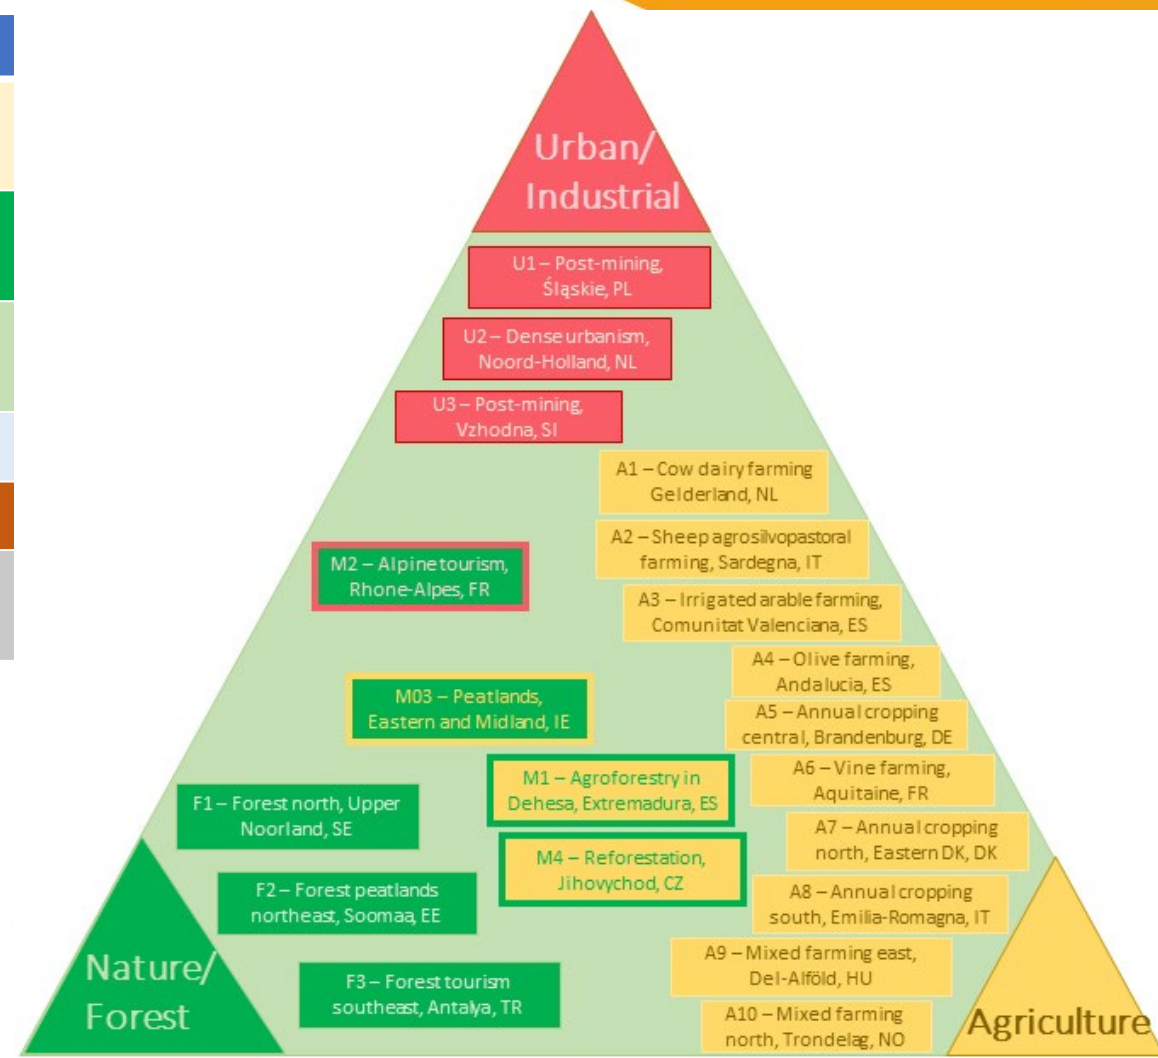 Urban/
Industrial
U1 – Post-mining,
Śląskie, PL
U2 – Dense urbanism,
Noord-Holland, NL
U3 – Post-mining,
Vzhodna, SI
A1 – Cow dairy farming
Gelderland, NL
A2 – Sheep agrosilvopastoral
farming, Sardegna, IT
M2 – Alpine tourism,
Rhone-Alpes, FR
A3 – Irrigated arable farming,
Comunitat Valenciana, ES
A4 – Olive farming,
Andalucia, ES
M03 – Peatlands,
Eastern and Midland, IE
A5 – Annual cropping
central, Brandenburg, DE
M1 – Agroforestry in
Dehesa, Extremadura, ES
A6 – Vine farming,
Aquitaine, FR
F1 – Forest north, Upper
Noorland, SE
A7 – Annual cropping
north, Eastern DK, DK
M4 – Reforestation,
Jihovychod, CZ
F2 – Forest peatlands
northeast, Soomaa, EE
A8 – Annual cropping
south, Emilia-Romagna, IT
A9 – Mixed farming east,
Del-Alföld, HU
Nature/
Forest
F3 – Forest tourism
southeast, Antalya, TR
A10 – Mixed farming
north, Trondelag, NO
Agriculture